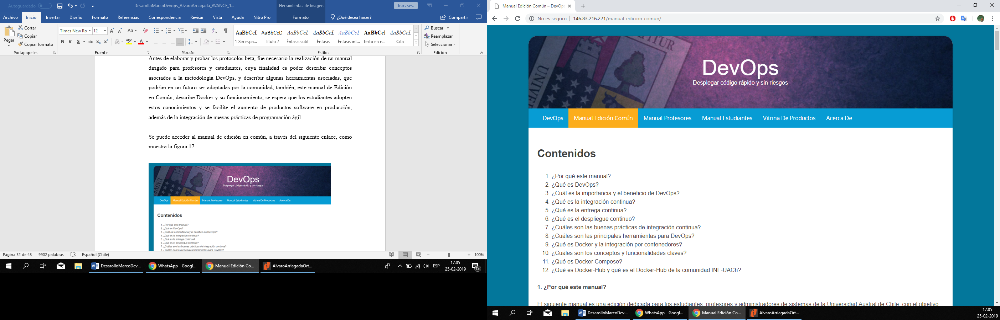 Autoguardado
DesarolloMarcoDevops_AlvaroArriagada_AVANCE_1...
Herramientas de imagen
Inic. ses.
Archivo Inicio Insertar Diseño Formato Referencias Correspondencia Revisar Vista Ayuda Nitro Pro Formato ¿Qué desea hacer? Compartir
Pegar
Cortar
Copiar
Copiar formato
Portapapeles
Times New Ro 12
N K S abc x₂ x²
Fuente
Párrafo
AaBbCcI AaBbCcD AaBbCcL AaBbCcL AaBbCcL AaBbCcI AaBbCcL
¶ Sin espa... Título 7 Énfasis sutil Énfasis Énfasis int... Texto en n... Cita
Estilos
Buscar
Reemplazar
Seleccionar
Edición
Antes de elaborar y probar los protocolos beta, fue necesario la realización de un manual
dirigido para profesores y estudiantes, cuya finalidad es poder describir conceptos
asociados a la metodología DevOps, y describir algunas herramientas asociadas, que
podrían en un futuro ser adoptadas por la comunidad, también, este manual de Edición
en Común, describe Docker y su funcionamiento, se espera que los estudiantes adopten
estos conocimientos y se facilite el aumento de productos software en producción,
además de la integración de nuevas prácticas de programación ágil.
Se puede acceder al manual de edición en común, a través del siguiente enlace, como
muestra la figura 17:
DevOps
Desplegar código rápido y sin riesgos
DevOps Manual Edición Común Manual Profesores Manual Estudiantes Vitrina De Productos Acerca De
Contenidos
1. ¿Por qué este manual?
2. ¿Qué es DevOps?
3. ¿Cuál es la importancia y el beneficio de DevOps?
4. ¿Qué es la integración continua?
5. ¿Qué es la entrega continua?
6. ¿Qué es el despliegue continuo?
7. ¿Cuáles son las buenas prácticas de integración continua?
8. ¿Cuáles son las principales herramientas para DevOps?
Página 32 de 48 9902 palabras Español (Chile) 100%
DesarolloMarcoDev... WhatsApp - Googl... Manual Edición Co... AlvaroArriagadaOrt... ESP
17:05
25-02-2019
13
Manual Edición Común – DevOp
No es seguro 146.83.216.221/manual-edicion-comun/
DevOps
Desplegar código rápido y sin riesgos
DevOps Manual Edición Común Manual Profesores Manual Estudiantes Vitrina De Productos Acerca De
Contenidos
1. ¿Por qué este manual?
2. ¿Qué es DevOps?
3. ¿Cuál es la importancia y el beneficio de DevOps?
4. ¿Qué es la integración continua?
5. ¿Qué es la entrega continua?
6. ¿Qué es el despliegue continuo?
7. ¿Cuáles son las buenas prácticas de integración continua?
8. ¿Cuáles son las principales herramientas para DevOps?
9. ¿Qué es Docker y la integración por contenedores?
10. ¿Cuáles son los conceptos y funcionalidades claves?
11. ¿Qué es Docker Compose?
12. ¿Qué es Docker-Hub y qué es el Docker-Hub de la comunidad INF-UACh?
1. ¿Por qué este manual?
El siguiente manual es una edición dedicada para los estudiantes, profesores y administradores de sistemas de la Universidad Austral de Chile, con el objetivo
DesarolloMarcoDev... WhatsApp - Googl... Manual Edición Co... AlvaroArriagadaOrt...
17:05
25-02-2019